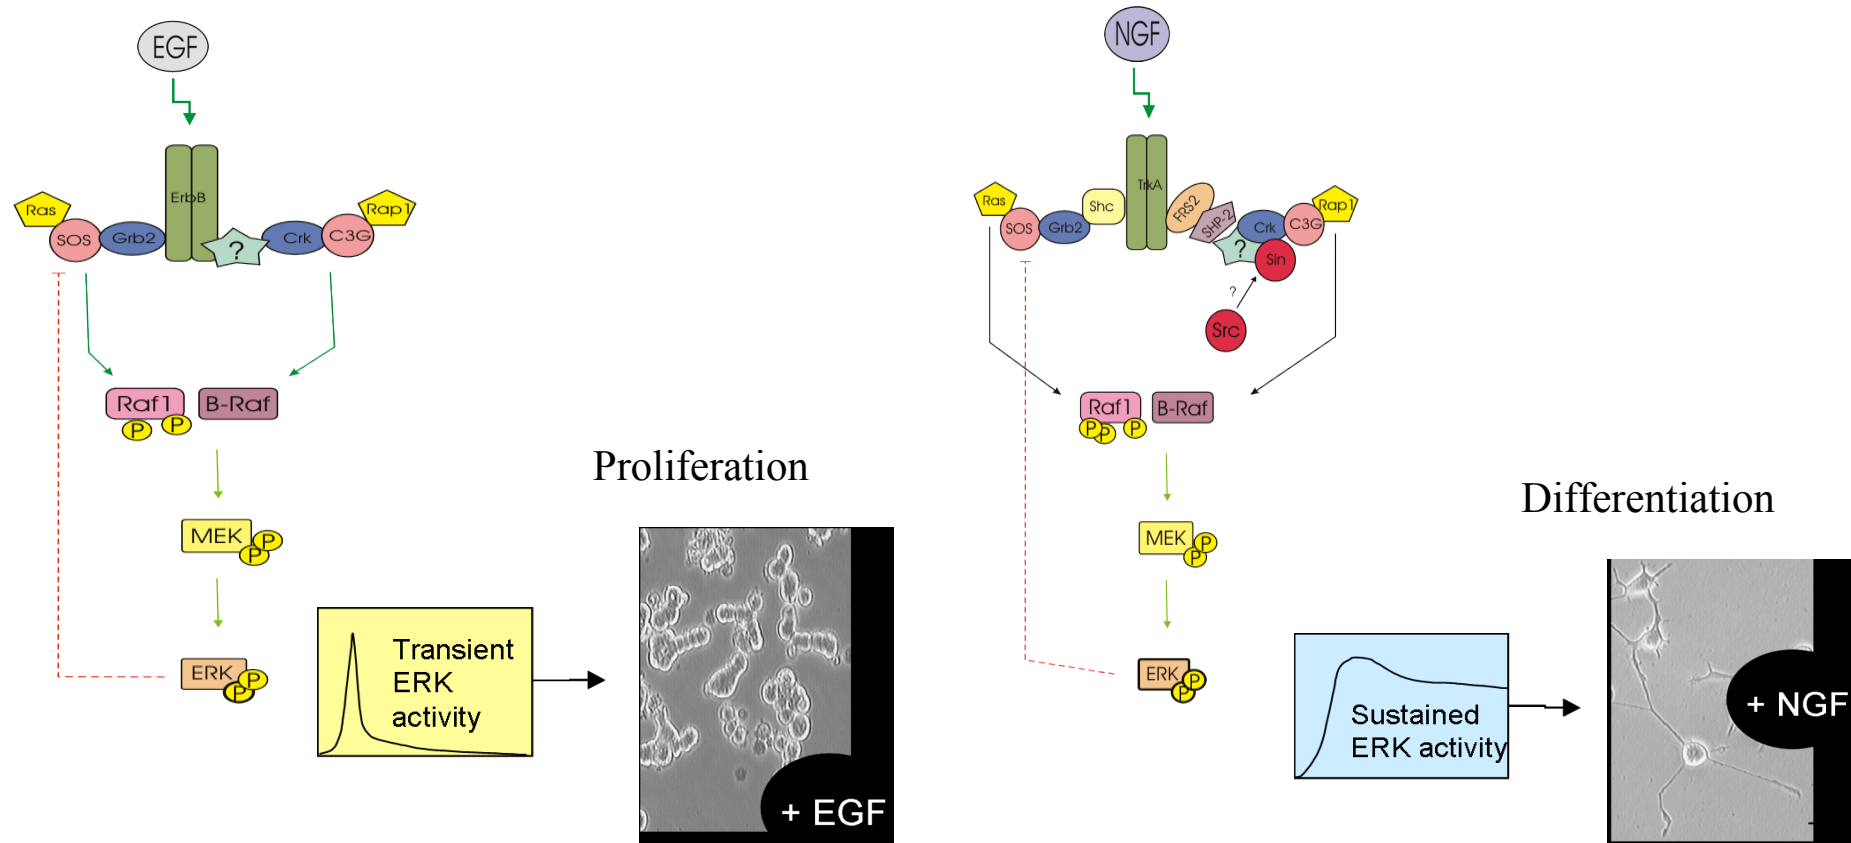 EGF
ErbB
Ras
SOS
Grb2
?
Crk
C3G
Rap1
Raf1
B-Raf
P
P
MEK
P
P
ERK
P
P
Transient
ERK
activity
Proliferation
+ EGF
NGF
TrkA
Ras
SOS
Grb2
Shc
FRS2
SHP-2
?
Crk
C3G
Rap1
Sin
?
Src
Raf1
B-Raf
P
P
P
MEK
P
P
ERK
P
P
Sustained
ERK activity
Differentiation
+ NGF